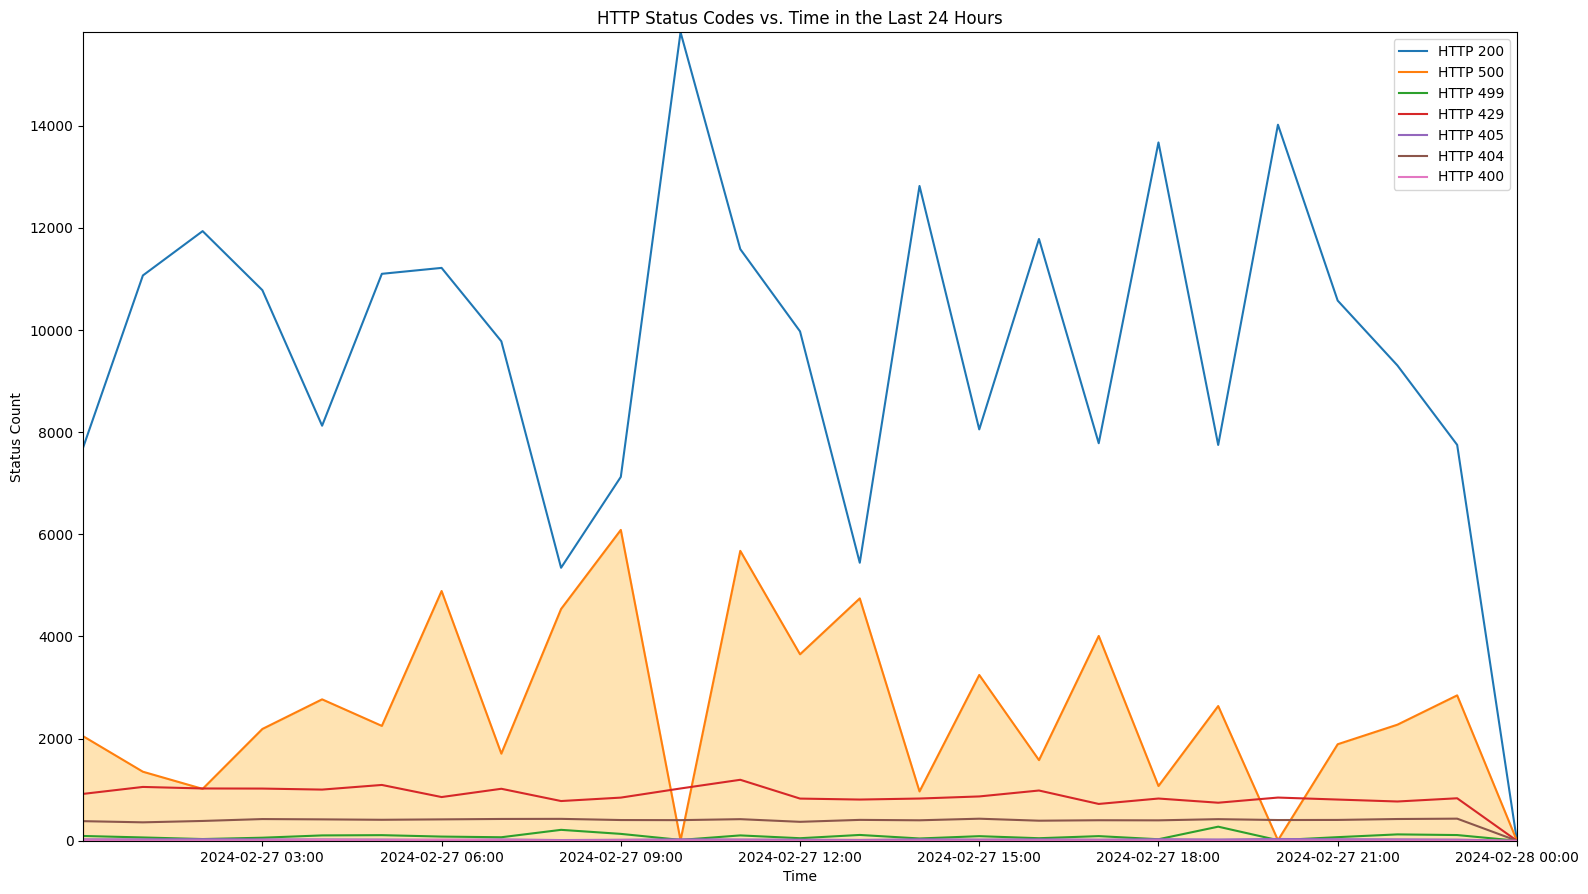 HTTP Status Codes vs. Time in the Last 24 Hours
HTTP 200
HTTP 500
HTTP 499
HTTP 429
HTTP 405
HTTP 404
HTTP 400
Status Count
14000
12000
10000
8000
6000
4000
2000
0
2024-02-27 03:00
2024-02-27 06:00
2024-02-27 09:00
2024-02-27 12:00
2024-02-27 15:00
2024-02-27 18:00
2024-02-27 21:00
2024-02-28 00:00
Time